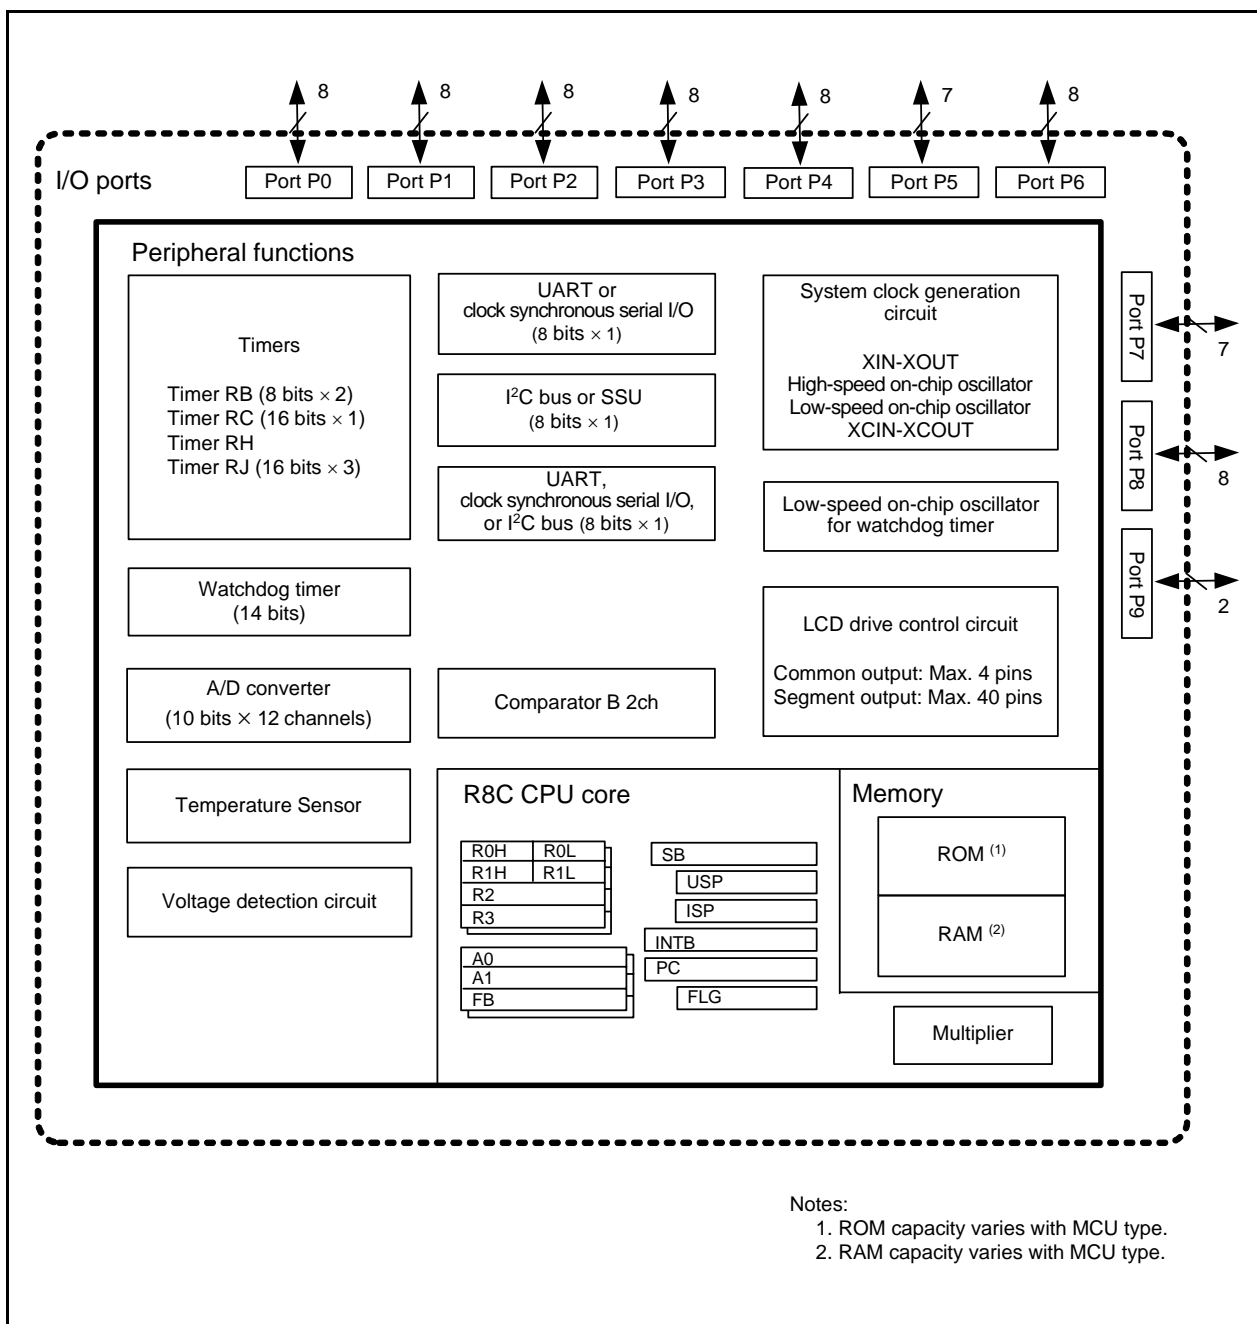 8 8 8 8 8 7 8
I/O ports
Port P0 Port P1 Port P2 Port P3 Port P4 Port P5 Port P6
Peripheral functions
Timers
Timer RB (8 bits × 2)
Timer RC (16 bits × 1)
Timer RH
Timer RJ (16 bits × 3)
UART or
clock synchronous serial I/O
(8 bits × 1)
I²C bus or SSU
(8 bits × 1)
UART,
clock synchronous serial I/O,
or I²C bus (8 bits × 1)
System clock generation
circuit
XIN-XOUT
High-speed on-chip oscillator
Low-speed on-chip oscillator
XCIN-XCOUT
Low-speed on-chip oscillator
for watchdog timer
Port P7
7
Port P8
8
Port P9
2
Watchdog timer
(14 bits)
LCD drive control circuit
Common output: Max. 4 pins
Segment output: Max. 40 pins
A/D converter
(10 bits × 12 channels)
Comparator B 2ch
Temperature Sensor
Voltage detection circuit
R8C CPU core
R0H R0L
R1H R1L
R2
R3
A0
A1
FB
SB
USP
ISP
INTB
PC
FLG
Memory
ROM (1)
RAM (2)
Multiplier
Notes:
1. ROM capacity varies with MCU type.
2. RAM capacity varies with MCU type.